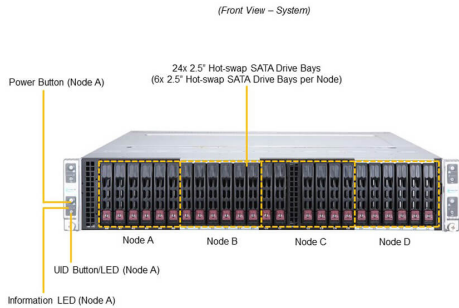 (Front View – System)
24x 2.5" Hot-swap SATA Drive Bays
(6x 2.5" Hot-swap SATA Drive Bays per Node)
Power Button (Node A)
Node A
Node B
Node C
Node D
UID Button/LED (Node A)
Information LED (Node A)